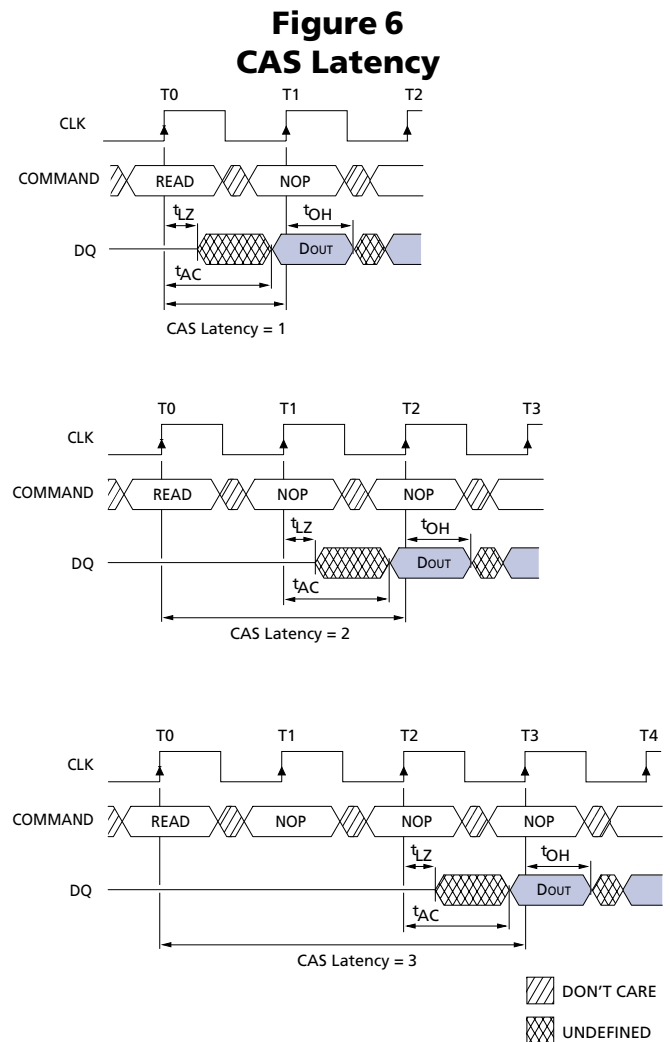 Figure 6
CAS Latency
T0 T1 T2
CLK
COMMAND READ NOP
tLZ tOH
DQ DOUT
tAC
CAS Latency = 1
T0 T1 T2 T3
CLK
COMMAND READ NOP NOP
tLZ tOH
DQ DOUT
tAC
CAS Latency = 2
T0 T1 T2 T3 T4
CLK
COMMAND READ NOP NOP NOP
tLZ tOH
DQ DOUT
tAC
CAS Latency = 3
DON'T CARE
UNDEFINED